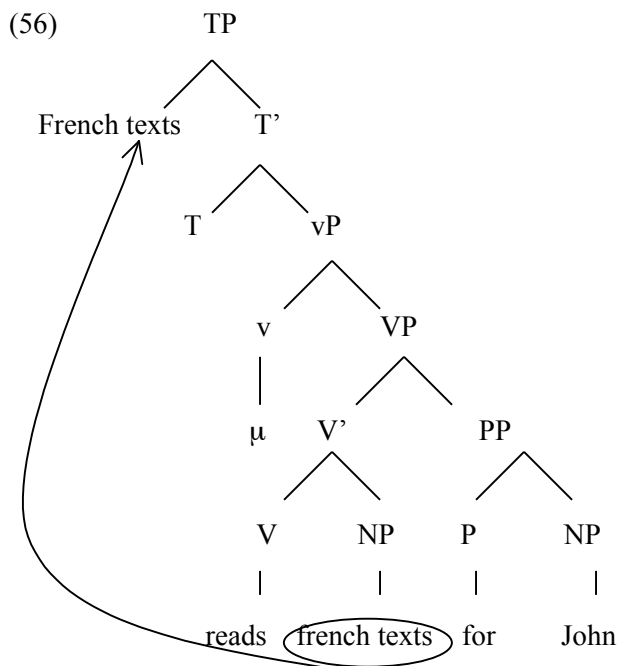 (56) TP
French texts T’
T vP
v VP
μ V’ PP
V NP P NP
reads french texts for John